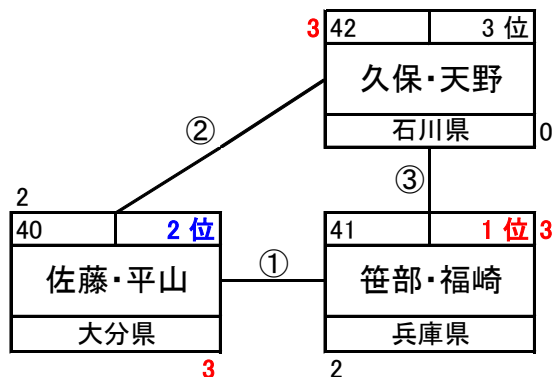 3 42 3 位
久保・天野
石川県 0
②
③
2
40 2 位
41 1 位 3
佐藤・平山
①
笹部・福崎
大分県
兵庫県
3
2